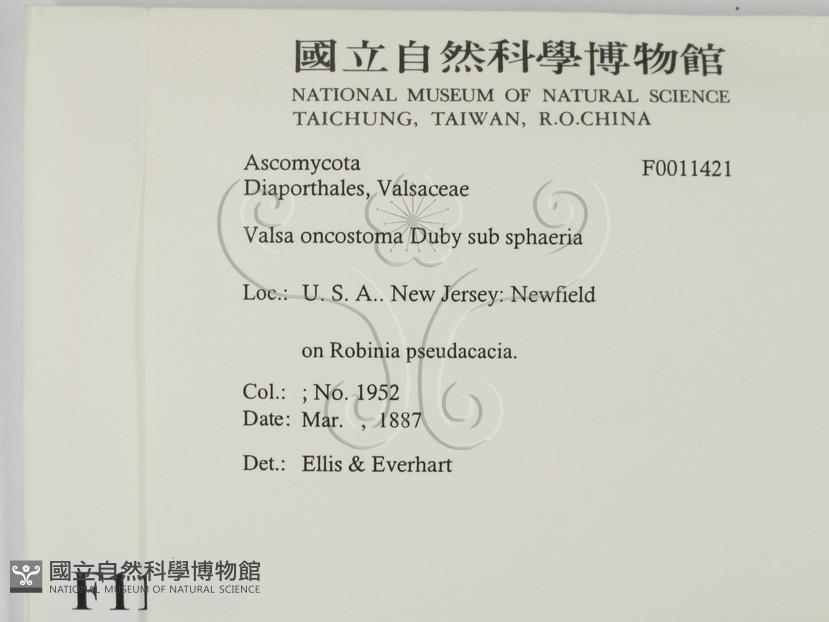 國立自然科學博物館
NATIONAL MUSEUM OF NATURAL SCIENCE
TAICHUNG, TAIWAN, R.O.CHINA
Ascomycota F0011421
Diaporthales, Valsaceae
Valsa oncostoma Duby sub sphaeria
Loc.: U. S. A.. New Jersey: Newfield
on Robinia pseudacacia.
Col.: ; No. 1952
Date: Mar. , 1887
Det.: Ellis & Everhart
國立自然科學博物館
NATIONAL MUSEUM OF NATURAL SCIENCE